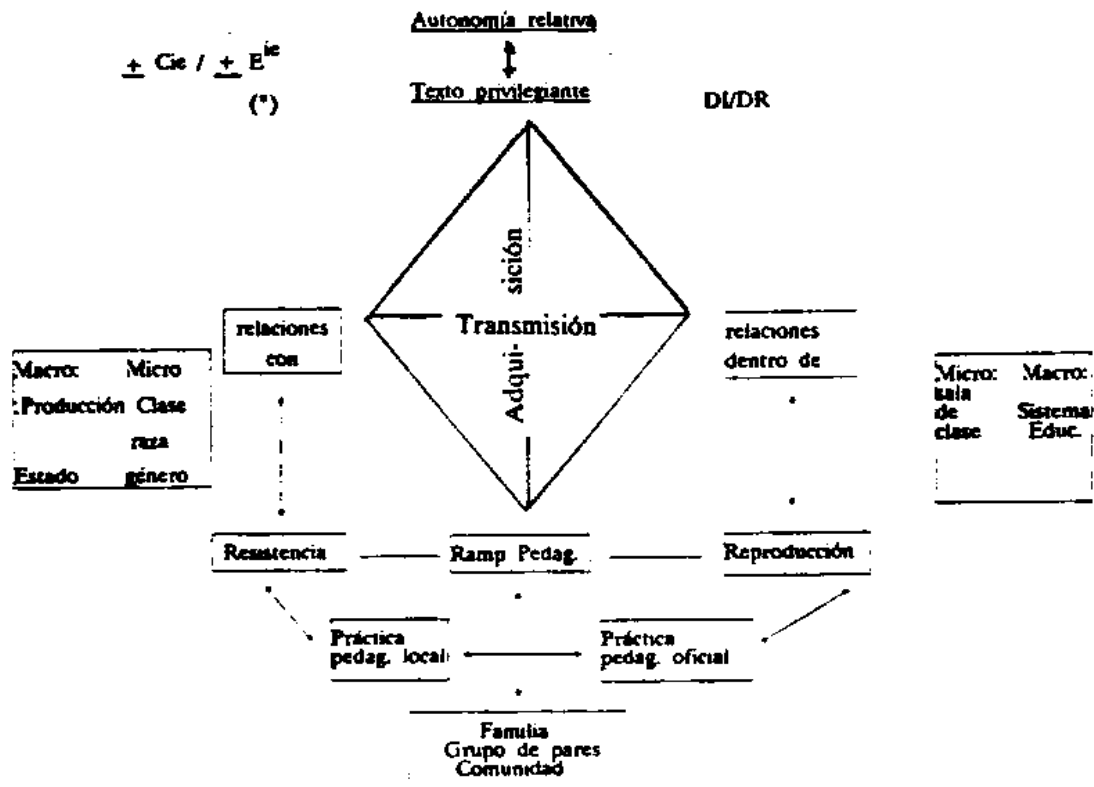 Autonomía relativa
± Cie / ± E^ie
(*)
Texto privilegiante
DI/DR
Adqui-
sición
Transmisión
relaciones
con
relaciones
dentro de
Macro: Micro
:Producción Clase
raza
Estado género
Micro: Macro:
sala
de Sistema
clase Educ.
Resistencia
Ramp Pedag.
Reproducción
Práctica
pedag. local
Práctica
pedag. oficial
Familia
Grupo de pares
Comunidad